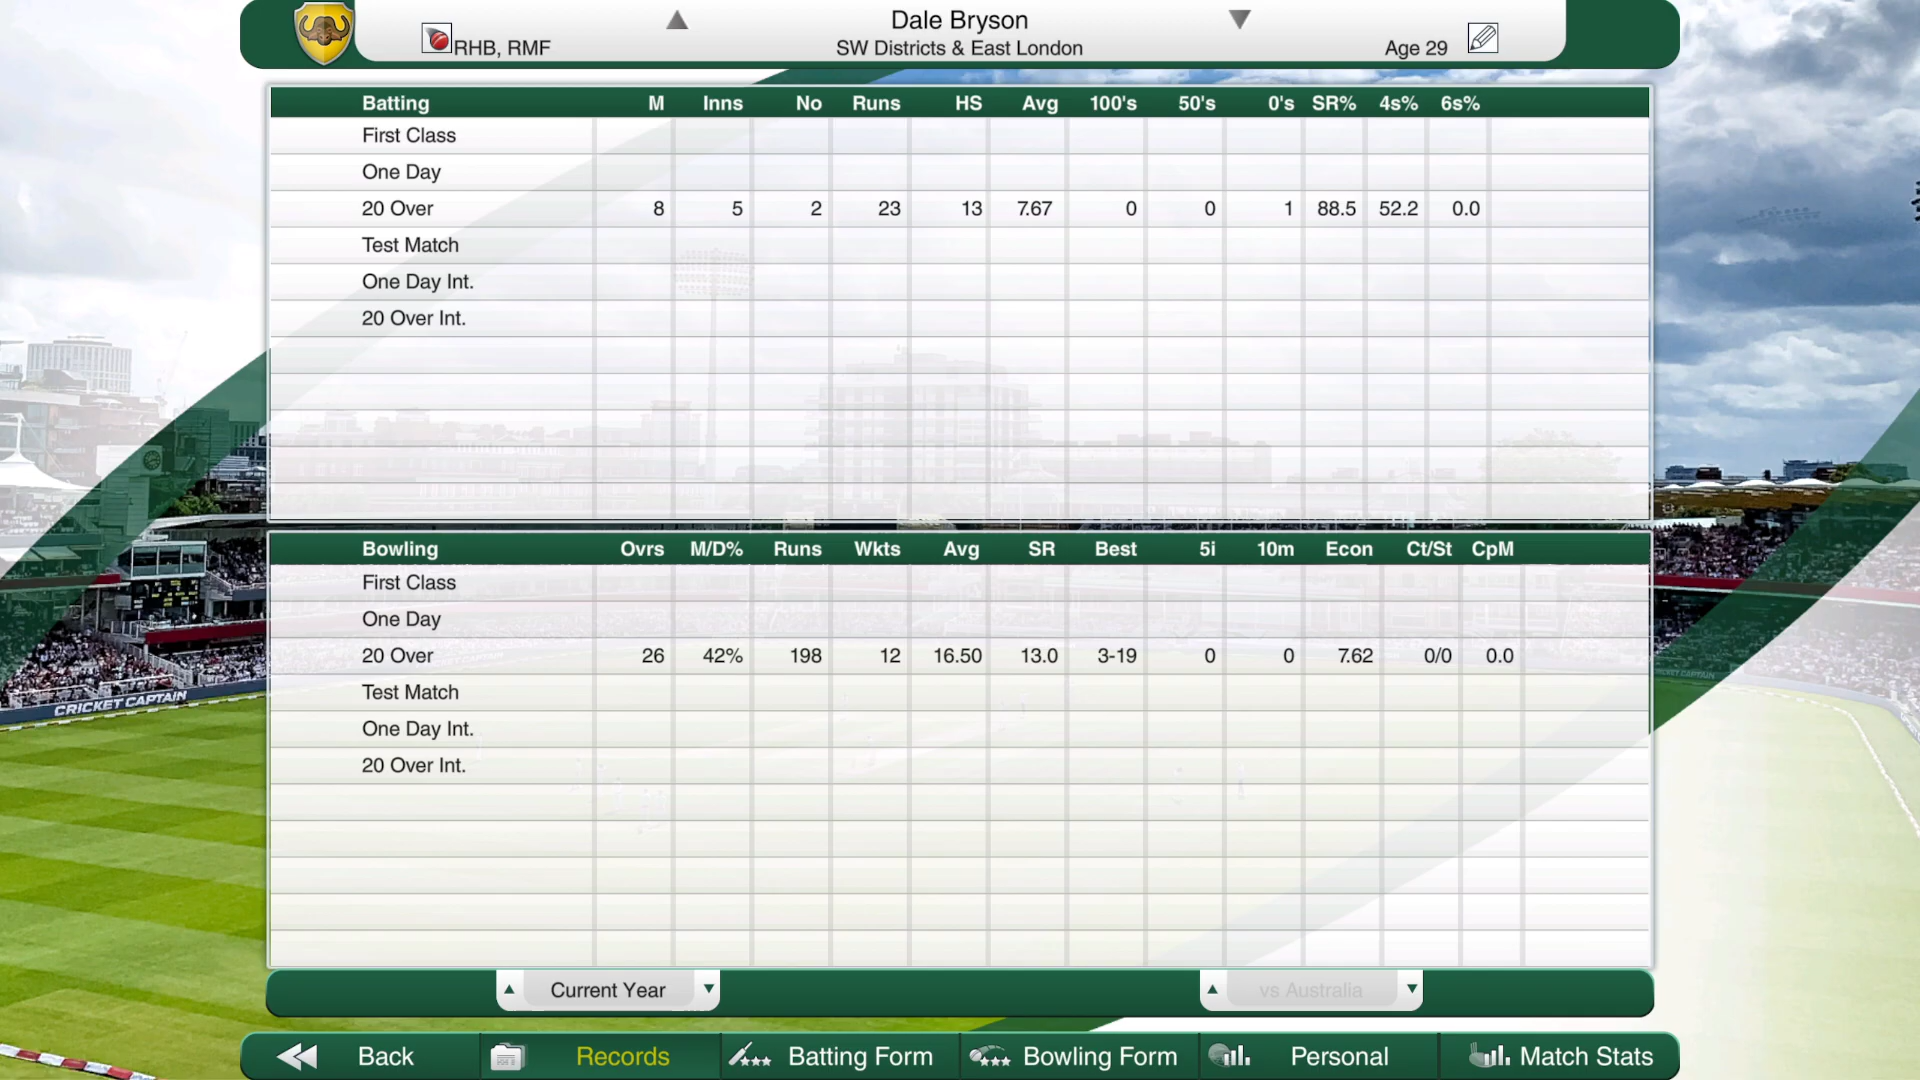 Dale Bryson
RHB, RMF
SW Districts & East London
Age 29
Batting M Inns No Runs HS Avg 100's 50's 0's SR% 4s% 6s%
First Class
One Day
20 Over 8 5 2 23 13 7.67 0 0 1 88.5 52.2 0.0
Test Match
One Day Int.
20 Over Int.
Bowling Ovrs M/D% Runs Wkts Avg SR Best 5i 10m Econ Ct/St CpM
First Class
One Day
20 Over 26 42% 198 12 16.50 13.0 3-19 0 0 7.62 0/0 0.0
Test Match
One Day Int.
20 Over Int.
CRICKET CAPTAIN
Current Year
vs Australia
Back Records Batting Form Bowling Form Personal Match Stats